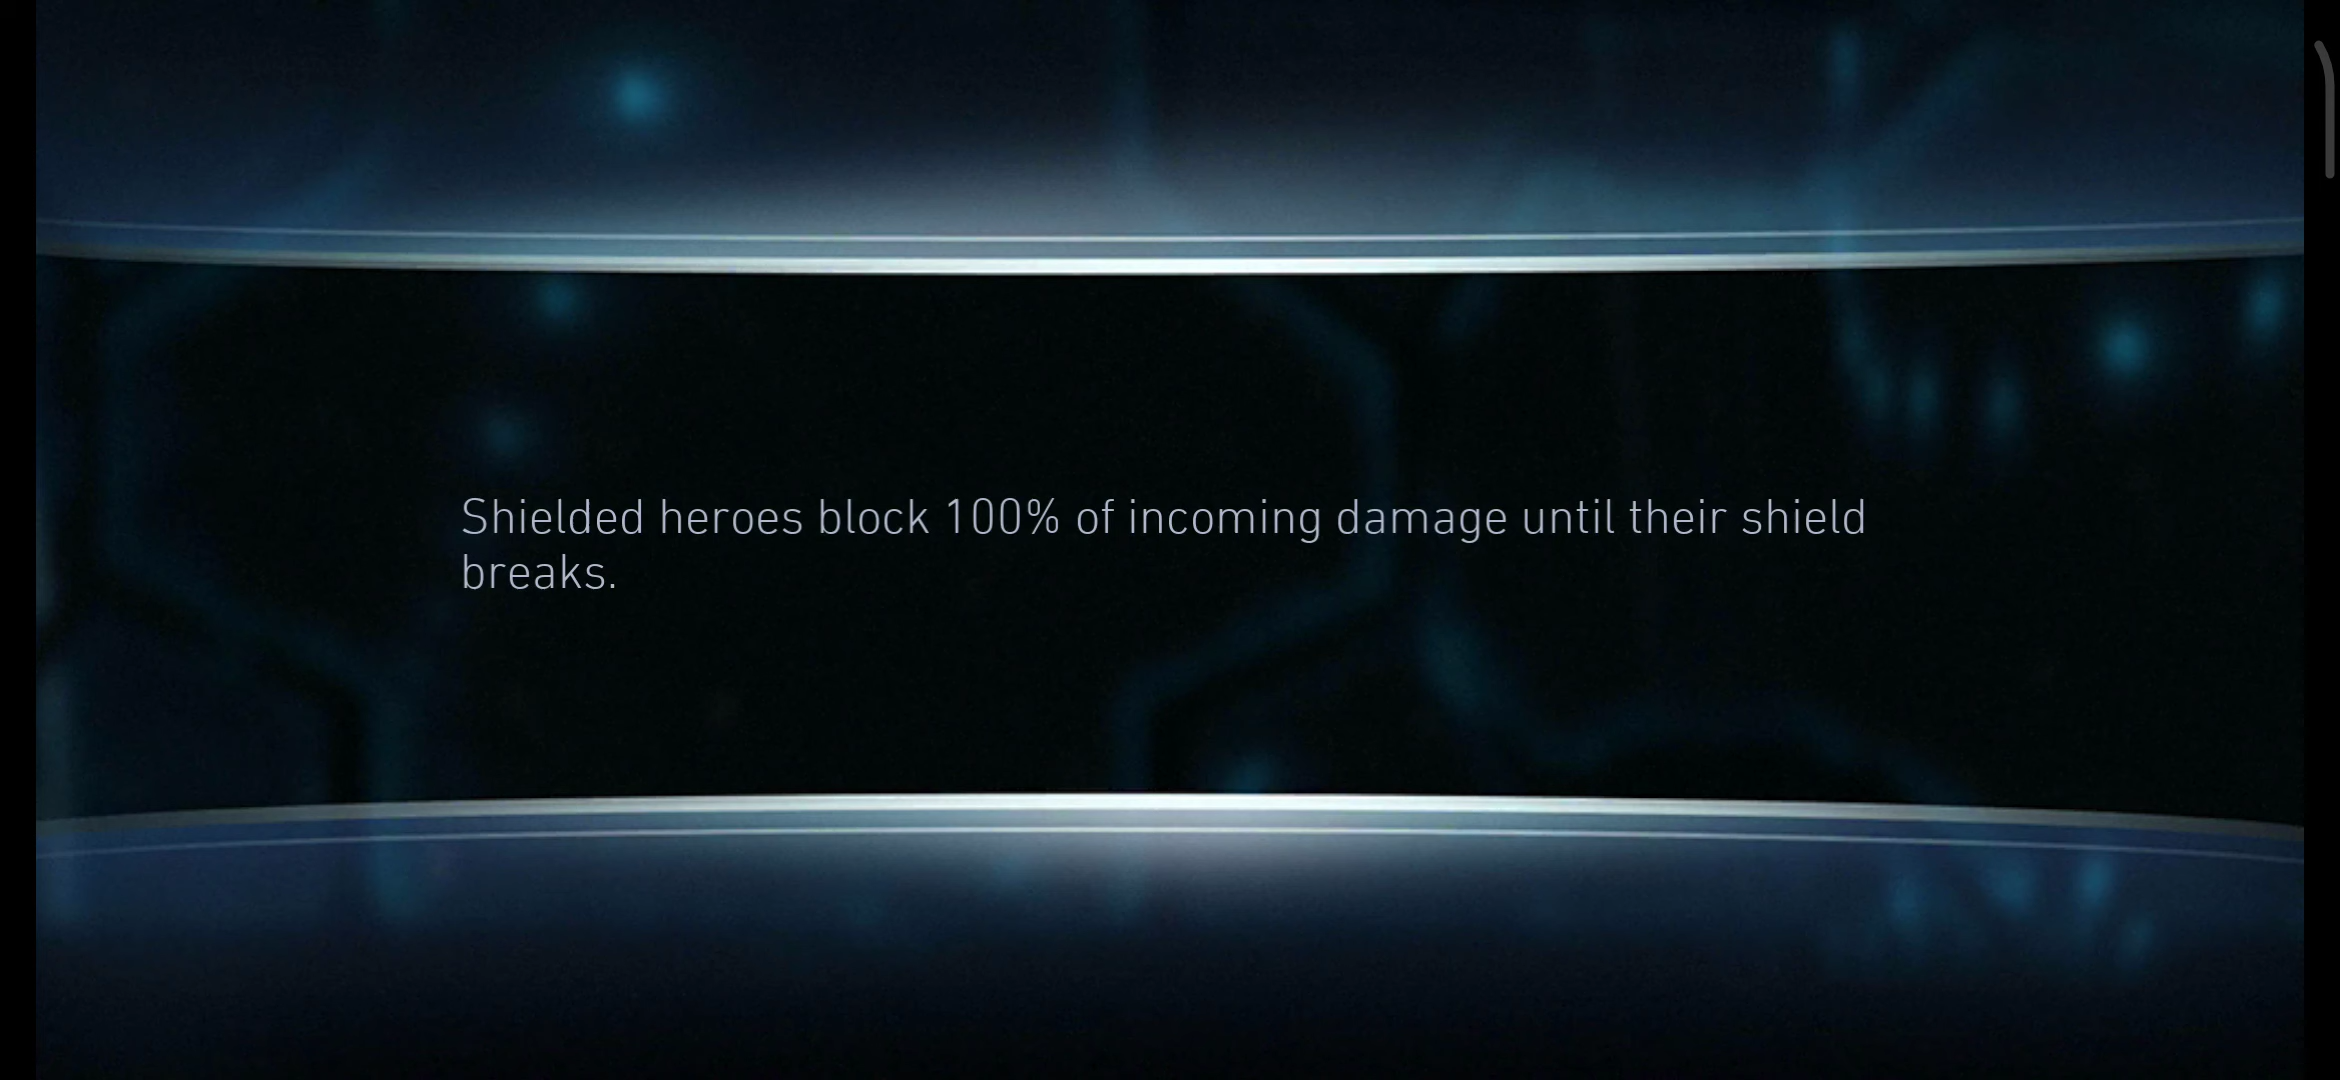 Shielded heroes block 100% of incoming damage until their shield
breaks.